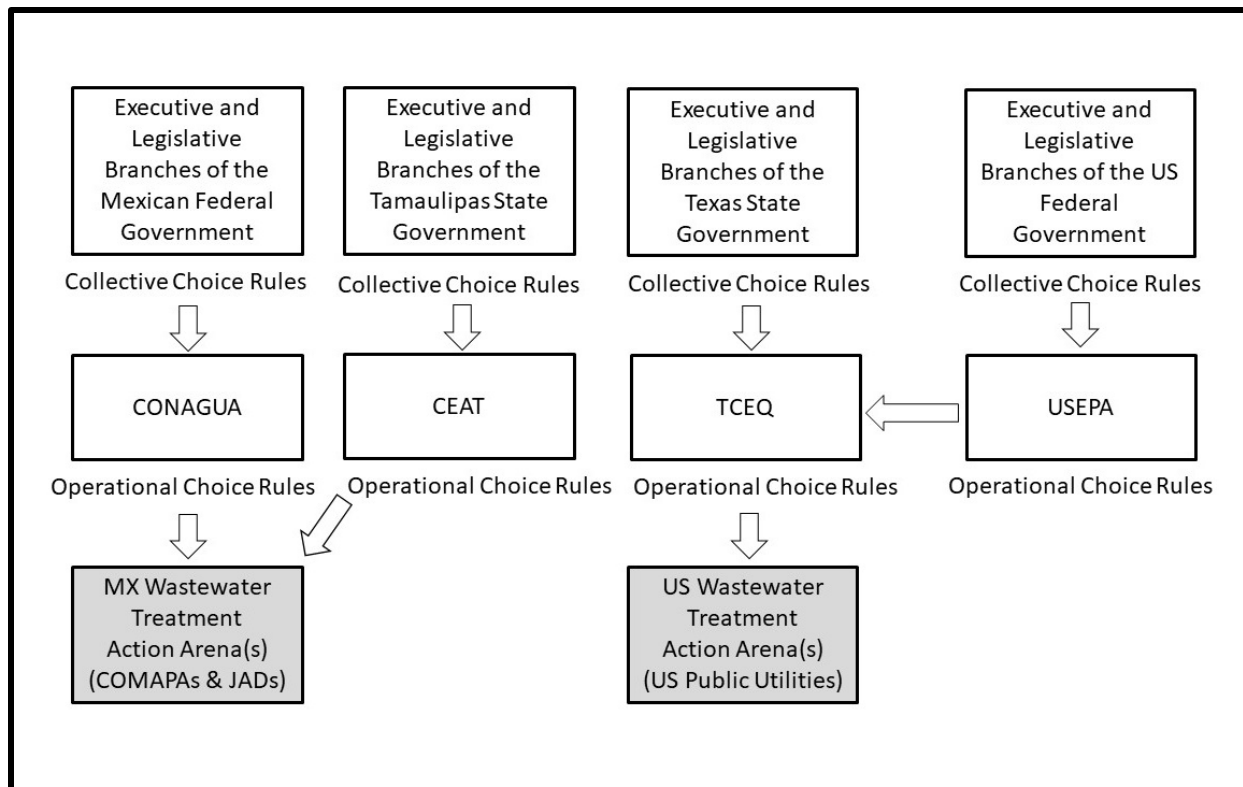 Executive and
Legislative
Branches of the
Mexican Federal
Government
Executive and
Legislative
Branches of the
Tamaulipas State
Government
Executive and
Legislative
Branches of the
Texas State
Government
Executive and
Legislative
Branches of the US
Federal
Government
Collective Choice Rules
Collective Choice Rules
Collective Choice Rules
Collective Choice Rules
CONAGUA
CEAT
TCEQ
USEPA
Operational Choice Rules
Operational Choice Rules
Operational Choice Rules
Operational Choice Rules
MX Wastewater
Treatment
Action Arena(s)
(COMAPAs & JADs)
US Wastewater
Treatment
Action Arena(s)
(US Public Utilities)